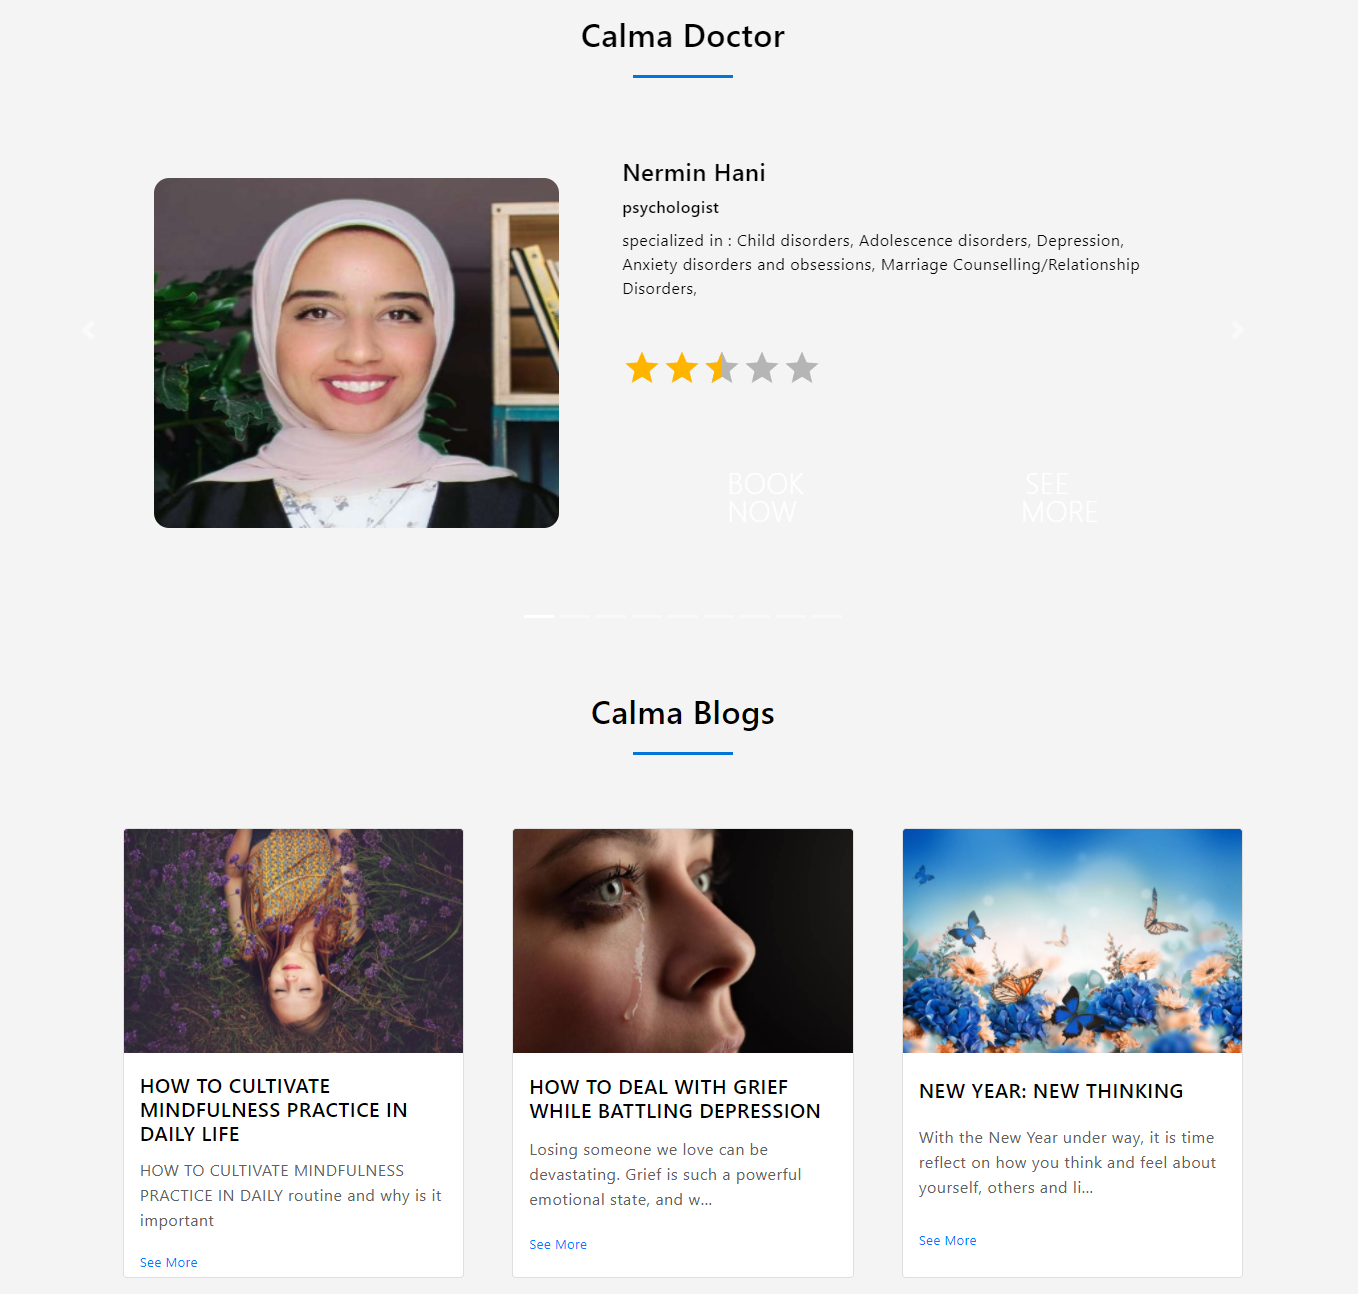 Calma Doctor
Nermin Hani
psychologist
specialized in : Child disorders, Adolescence disorders, Depression,
Anxiety disorders and obsessions, Marriage Counselling/Relationship
Disorders,
BOOK
NOW
SEE
MORE
Calma Blogs
HOW TO CULTIVATE
MINDFULNESS PRACTICE IN
DAILY LIFE
HOW TO CULTIVATE MINDFULNESS
PRACTICE IN DAILY routine and why is it
important
See More
HOW TO DEAL WITH GRIEF
WHILE BATTLING DEPRESSION
Losing someone we love can be
devastating. Grief is such a powerful
emotional state, and w...
See More
NEW YEAR: NEW THINKING
With the New Year under way, it is time
reflect on how you think and feel about
yourself, others and li...
See More